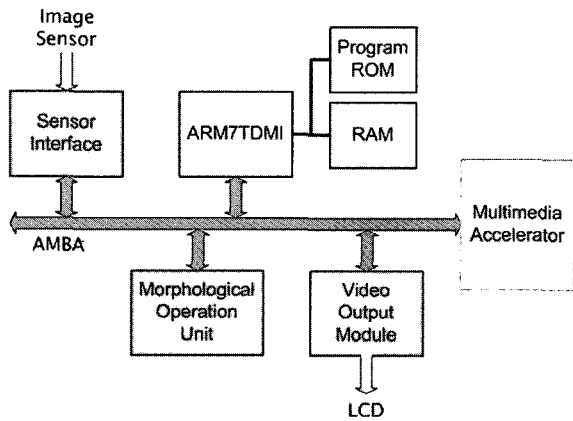 Image
Sensor
Sensor
Interface
ARM7TDMI
Program
ROM
RAM
AMBA
Multimedia
Accelerator
Morphological
Operation
Unit
Video
Output
Module
LCD